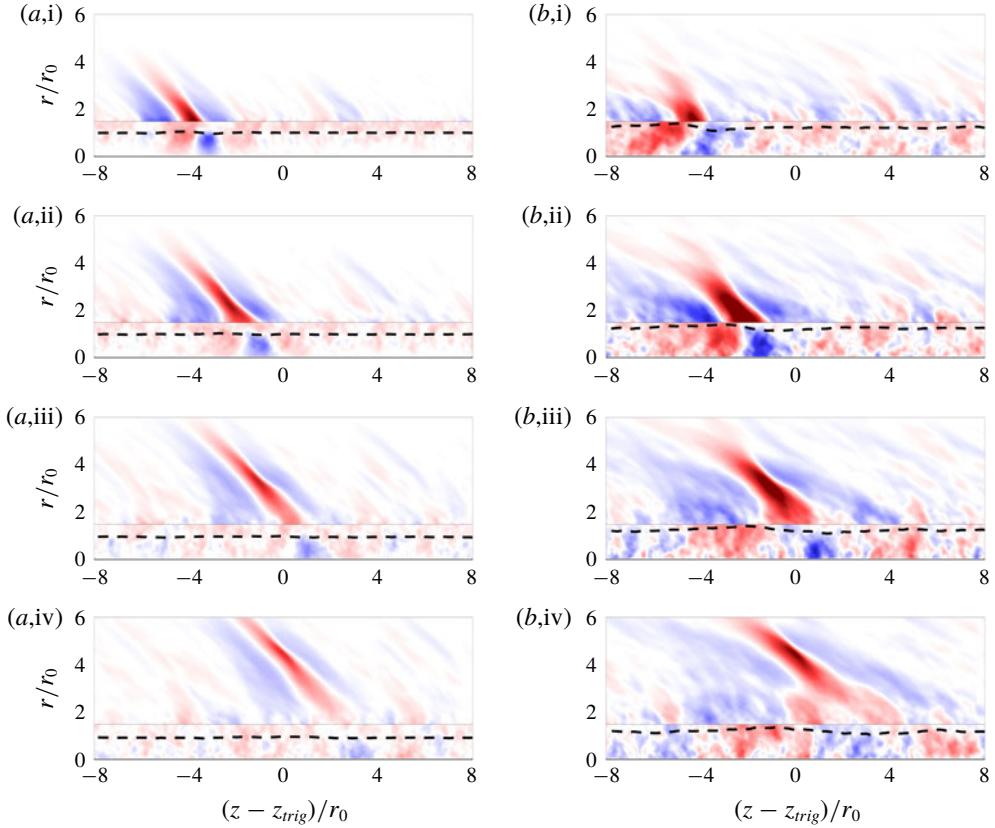 (a,i) (b,i)
r/r0
6 6
4 4
2 2
0 0
−8 −4 0 4 8 −8 −4 0 4 8
(a,ii) (b,ii)
r/r0
6 6
4 4
2 2
0 0
−8 −4 0 4 8 −8 −4 0 4 8
(a,iii) (b,iii)
r/r0
6 6
4 4
2 2
0 0
−8 −4 0 4 8 −8 −4 0 4 8
(a,iv) (b,iv)
r/r0
6 6
4 4
2 2
0 0
−8 −4 0 4 8 −8 −4 0 4 8
(z − ztrig)/r0 (z − ztrig)/r0